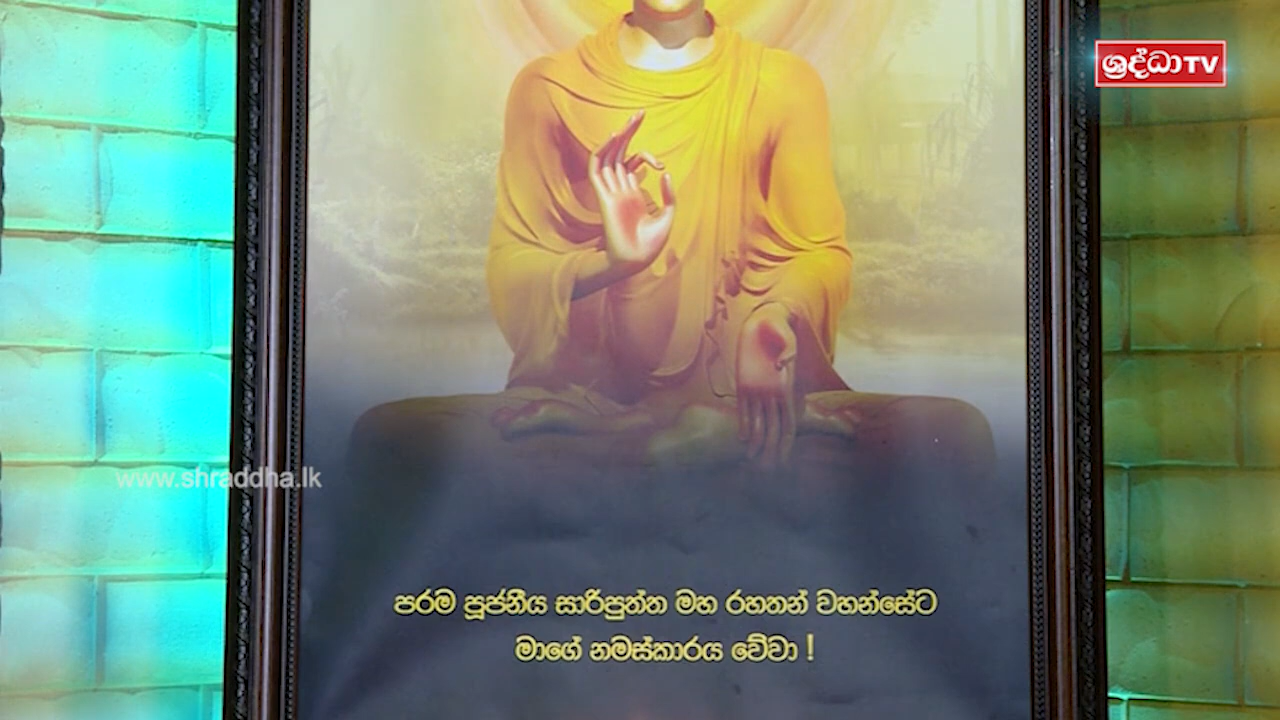 ශ්‍රද්ධා TV
www.shraddha.lk
පරම පූජනීය සාරිපුත්ත මහ රහතන් වහන්සේට
මාගේ නමස්කාරය වේවා !